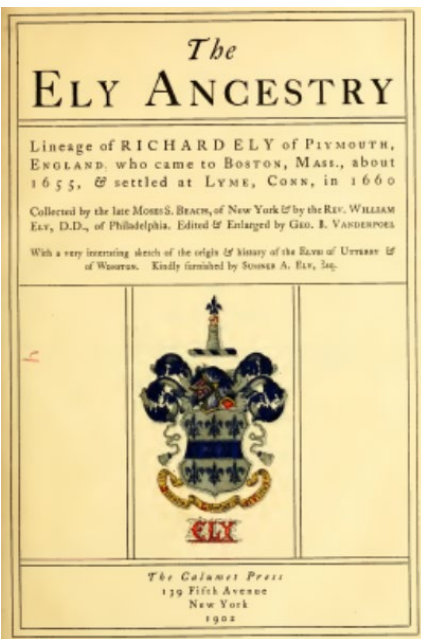 The
ELY ANCESTRY
Lineage of RICHARD ELY of PLYMOUTH,
ENGLAND, who came to BOSTON, MASS., about
1655, & settled at LYME, CONN, in 1660
Collected by the late MOSES S. BEACH, of New York & by the REV. WILLIAM
ELY, D.D., of Philadelphia. Edited & Enlarged by GEO. B. VANDERPOEL
With a very interesting sketch of the origin & history of the ELYS of UTTERBY &
of WONSTON. Kindly furnished by SUMNER A. ELY, Esq.
ELY
The Calumet Press
139 Fifth Avenue
New York
1902